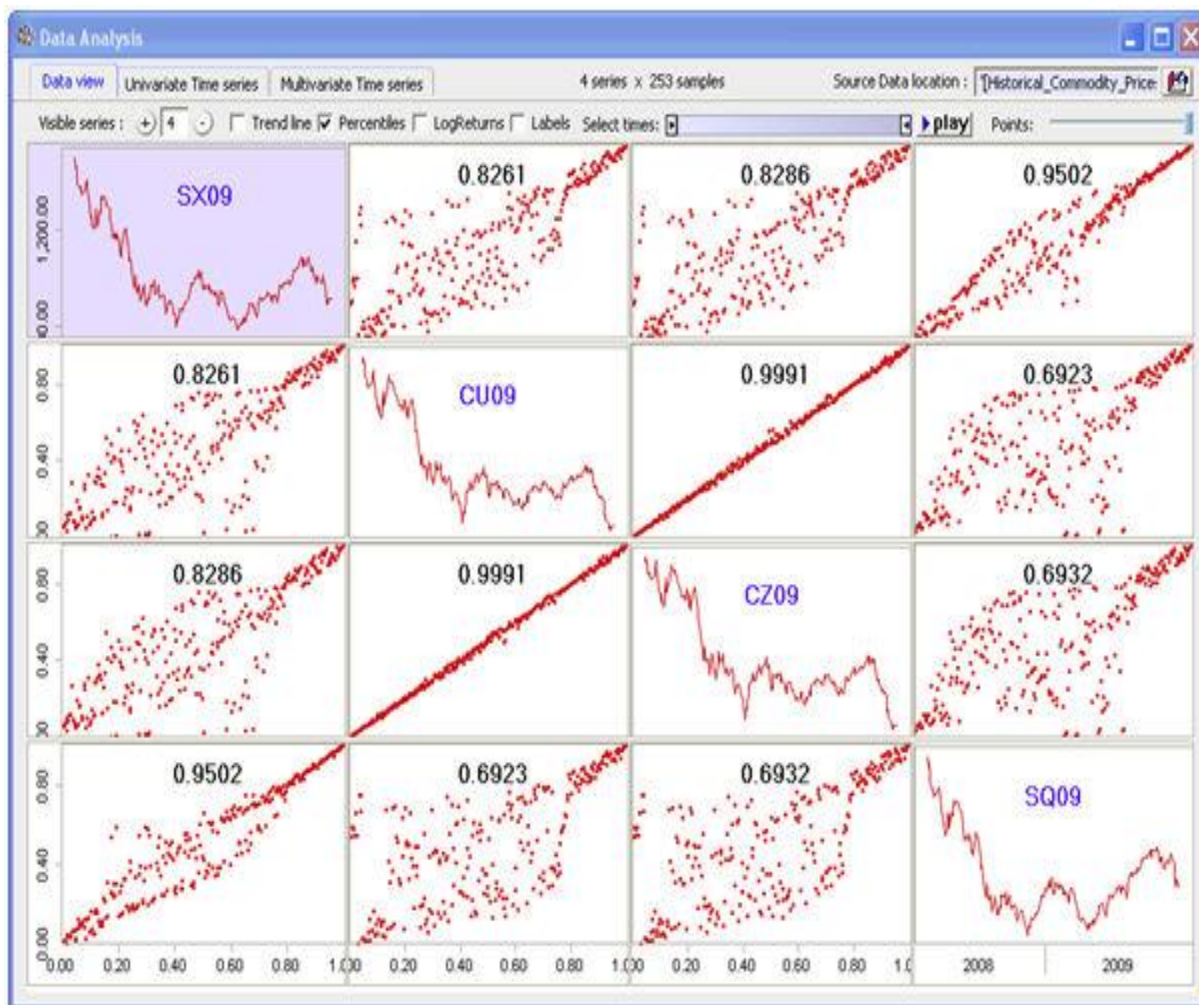 Data Analysis
Data view Univariate Time series Multivariate Time series 4 series x 253 samples Source Data location : Historical_Commodity_Price
Visible series : + 4 - Trend line Percentiles LogReturns Labels Select times: play Points:
SX09 0.8261 0.8286 0.9502
1,200.00
0.8261 CU09 0.9991 0.6923
0.80
0.40
0.8286 0.9991 CZ09 0.6932
0.80
0.40
0.9502 0.6923 0.6932 SQ09
0.80
0.40
0.00
0.00 0.20 0.40 0.60 0.80 0.20 0.40 0.60 0.80 0.20 0.40 0.60 0.80 2008 2009